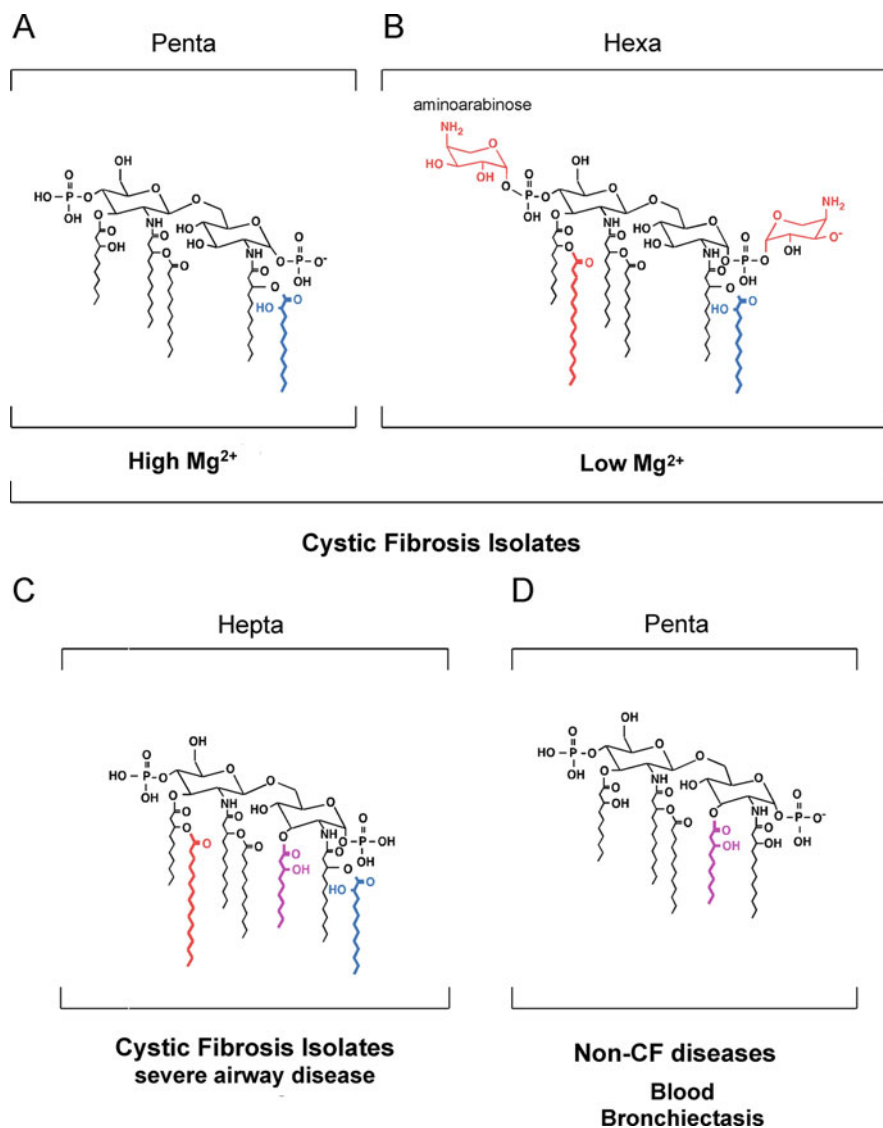 A
Penta
High Mg²⁺
B
Hexa
aminoarabinose
Low Mg²⁺
Cystic Fibrosis Isolates
C
Hepta
Cystic Fibrosis Isolates
severe airway disease
D
Penta
Non-CF diseases
Blood
Bronchiectasis